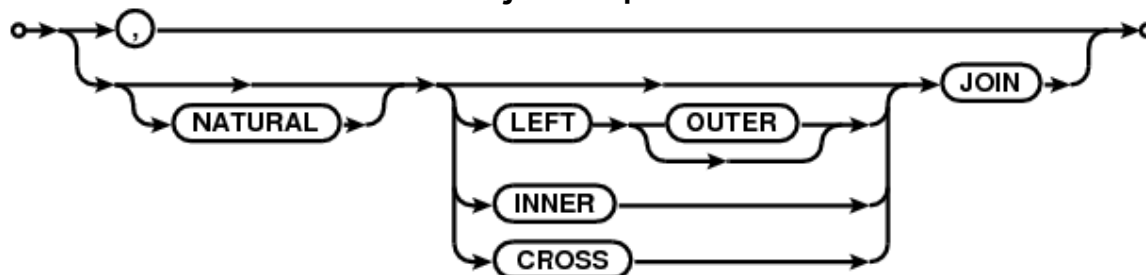 ,
NATURAL
JOIN
LEFT
OUTER
INNER
CROSS